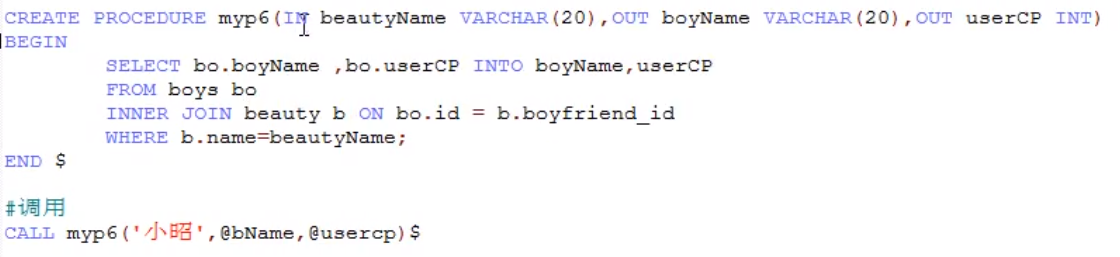 CREATE PROCEDURE myp6(IN beautyName VARCHAR(20),OUT boyName VARCHAR(20),OUT userCP INT)
BEGIN
SELECT bo.boyName ,bo.userCP INTO boyName,userCP
FROM boys bo
INNER JOIN beauty b ON bo.id = b.boyfriend_id
WHERE b.name=beautyName;
END $
#调用
CALL myp6('小昭',@bName,@usercp)$